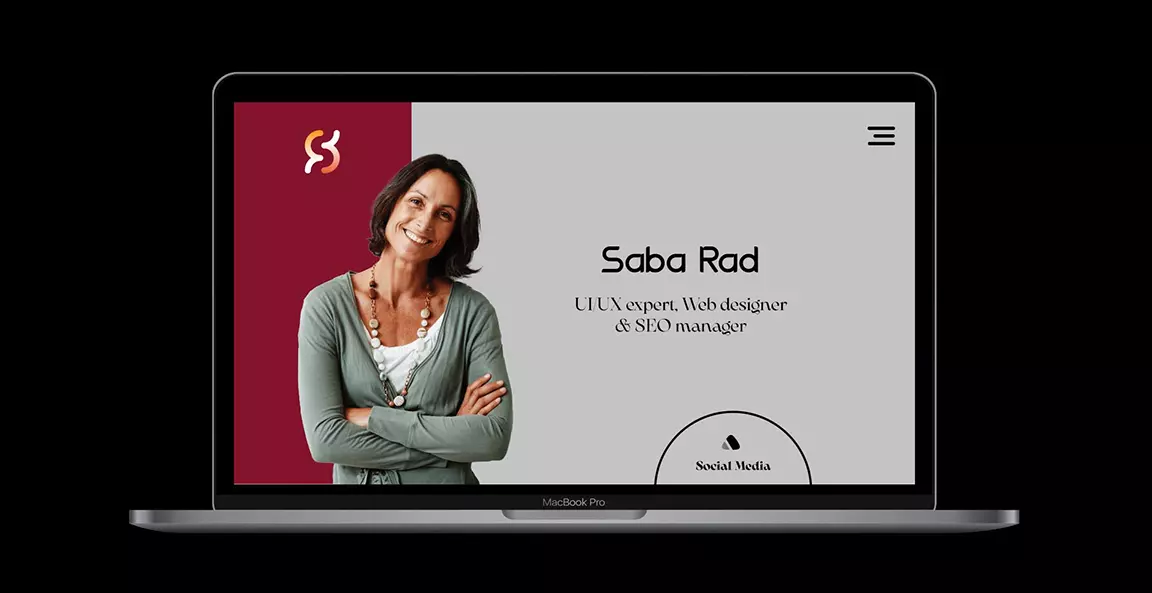 Saba Rad
UI/UX expert, Web designer
& SEO manager
Social Media
MacBook Pro